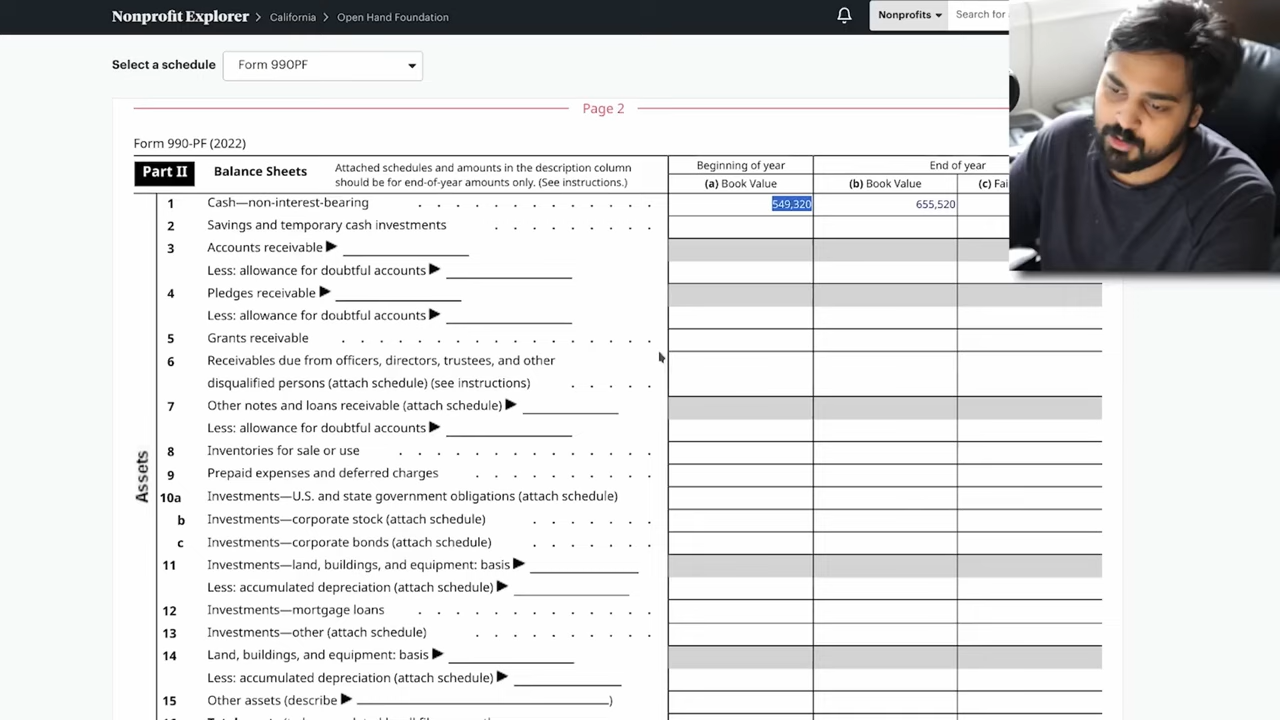 Nonprofit Explorer > California > Open Hand Foundation Nonprofits Search for
Select a schedule Form 990PF
Page 2
Form 990-PF (2022)
Part II Balance Sheets Attached schedules and amounts in the description column should be for end-of-year amounts only. (See instructions.)
Beginning of year End of year
(a) Book Value (b) Book Value (c)
1 Cash—non-interest-bearing . . . . . . . . . . . . . 549,320 655,520
2 Savings and temporary cash investments . . . . . . . . .
3 Accounts receivable ▶
Less: allowance for doubtful accounts ▶
4 Pledges receivable ▶
Less: allowance for doubtful accounts ▶
5 Grants receivable . . . . . . . . . . . . . . . . .
6 Receivables due from officers, directors, trustees, and other
disqualified persons (attach schedule) (see instructions) . . . . .
7 Other notes and loans receivable (attach schedule) ▶
Less: allowance for doubtful accounts ▶
8 Inventories for sale or use . . . . . . . . . . . . . .
Assets
9 Prepaid expenses and deferred charges . . . . . . . . . .
10a Investments—U.S. and state government obligations (attach schedule)
b Investments—corporate stock (attach schedule) . . . . . . .
c Investments—corporate bonds (attach schedule) . . . . . . .
11 Investments—land, buildings, and equipment: basis ▶
Less: accumulated depreciation (attach schedule) ▶
12 Investments—mortgage loans . . . . . . . . . . . . .
13 Investments—other (attach schedule) . . . . . . . . . .
14 Land, buildings, and equipment: basis ▶
Less: accumulated depreciation (attach schedule) ▶
15 Other assets (describe ▶ )